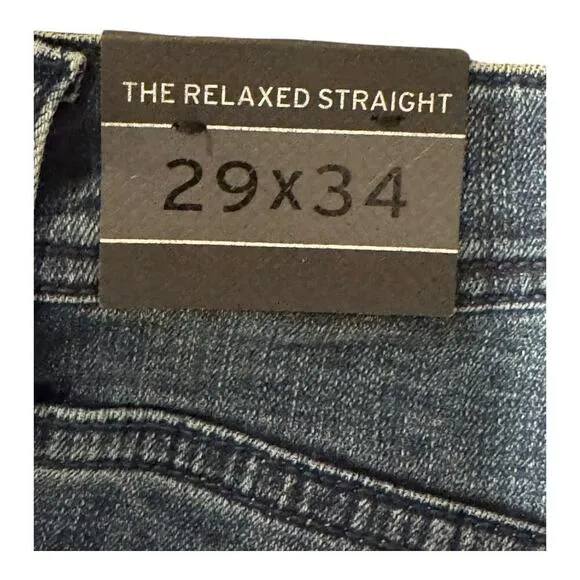 THE RELAXED STRAIGHT
29x34